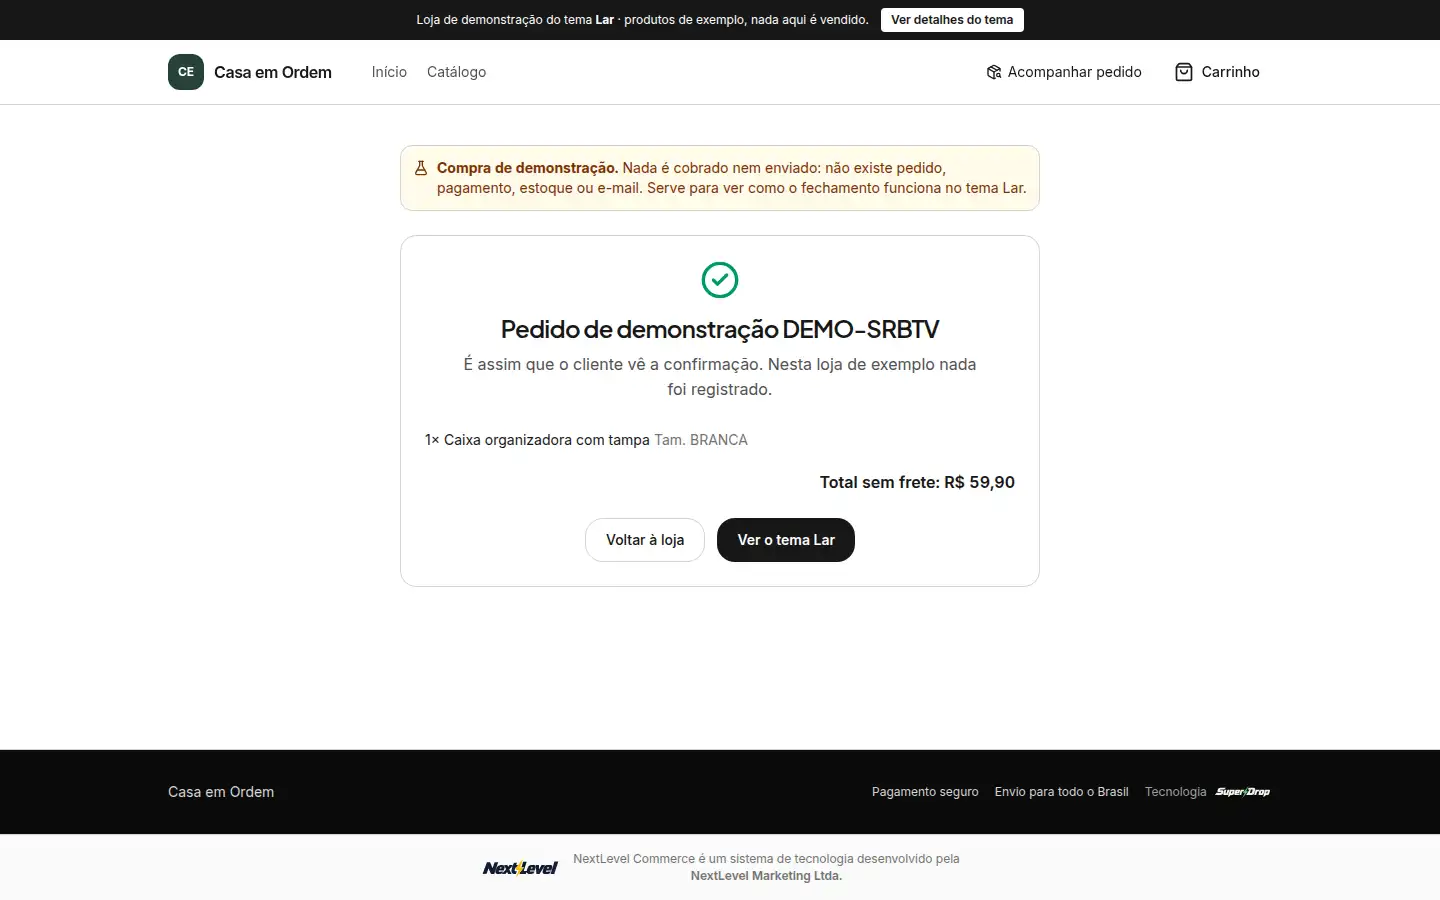 Loja de demonstração do tema Lar · produtos de exemplo, nada aqui é vendido. Ver detalhes do tema
CE Casa em Ordem Início Catálogo Acompanhar pedido Carrinho
Compra de demonstração. Nada é cobrado nem enviado: não existe pedido,
pagamento, estoque ou e-mail. Serve para ver como o fechamento funciona no tema Lar.
Pedido de demonstração DEMO-SRBTV
É assim que o cliente vê a confirmação. Nesta loja de exemplo nada
foi registrado.
1× Caixa organizadora com tampa Tam. BRANCA
Total sem frete: R$ 59,90
Voltar à loja Ver o tema Lar
Casa em Ordem Pagamento seguro Envio para todo o Brasil Tecnologia SuperDrop
NextLevel NextLevel Commerce é um sistema de tecnologia desenvolvido pela
NextLevel Marketing Ltda.